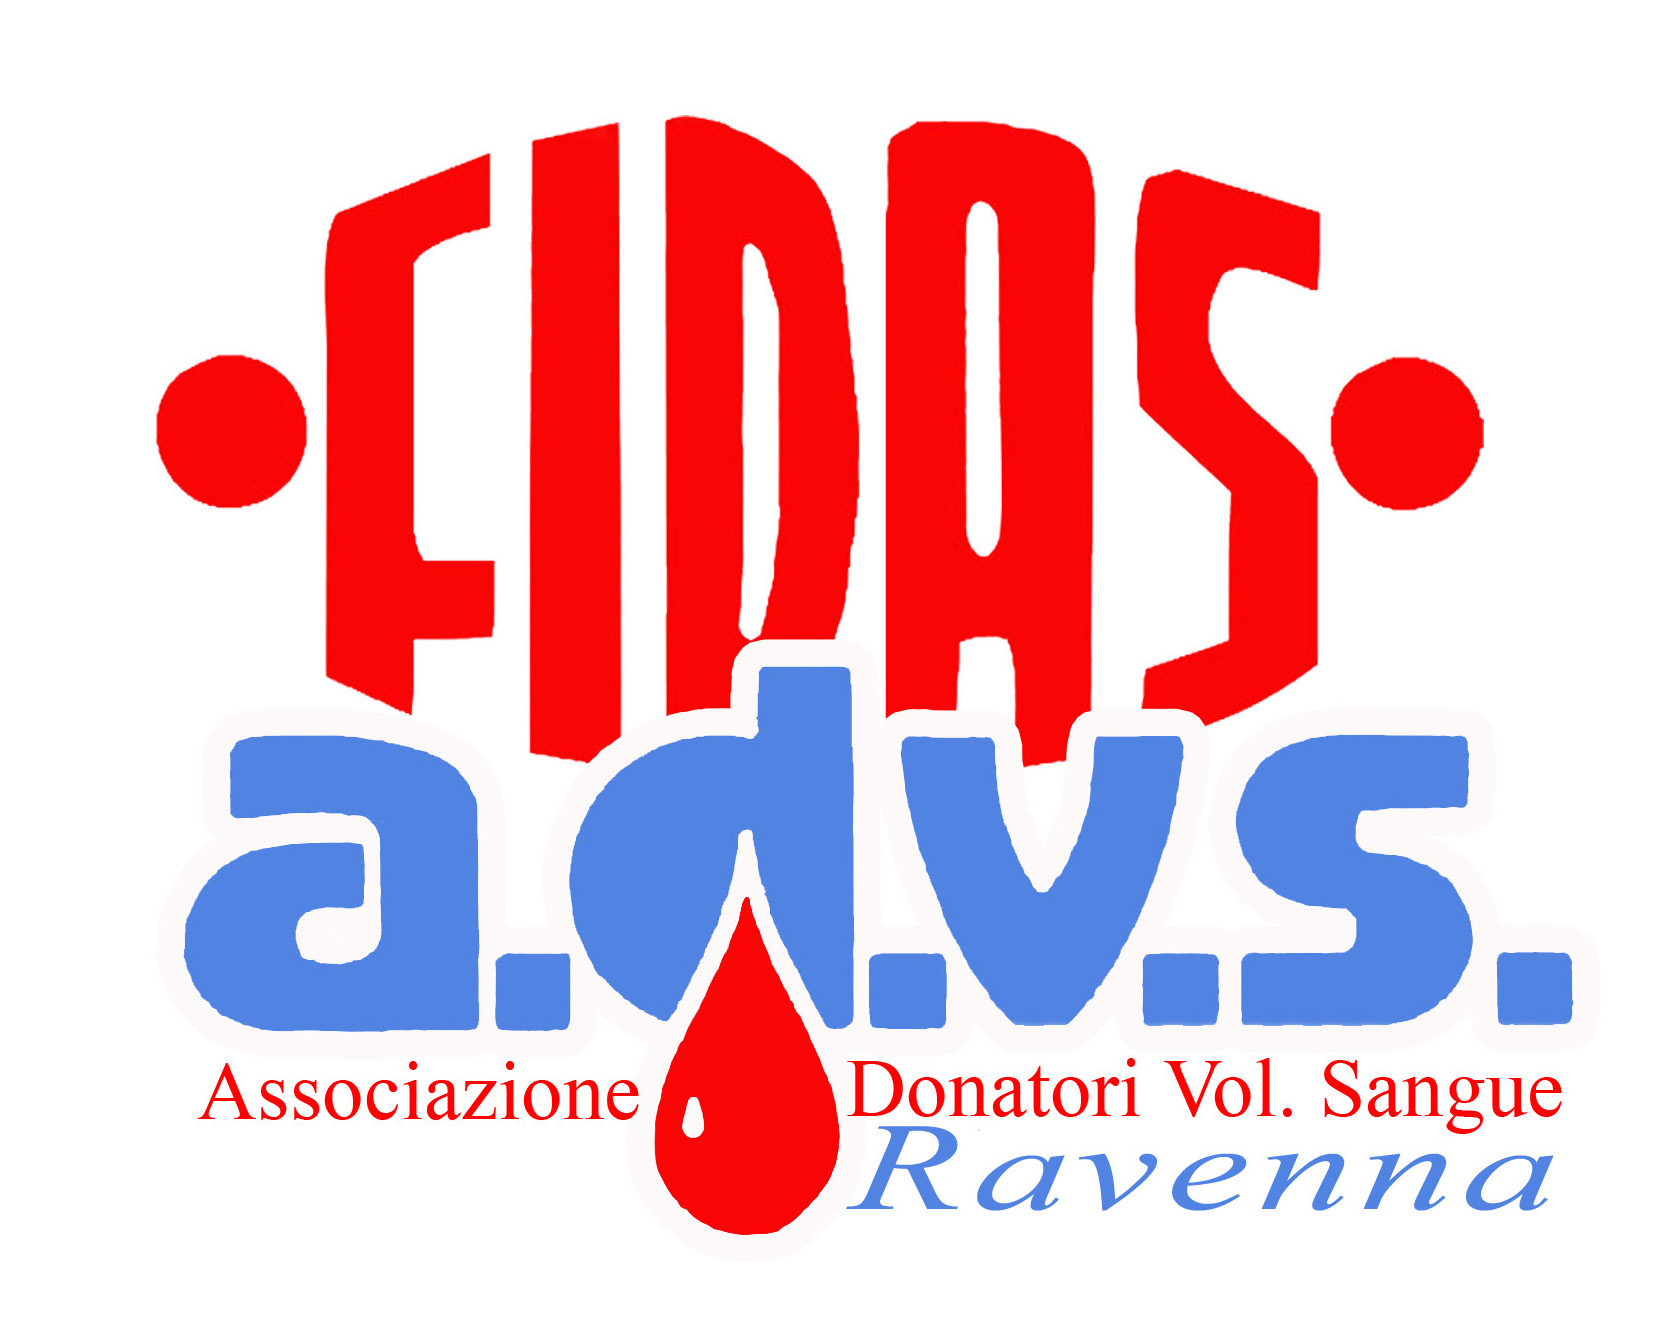 FIDAS
a.d.v.s.
Associazione Donatori Vol. Sangue
Ravenna